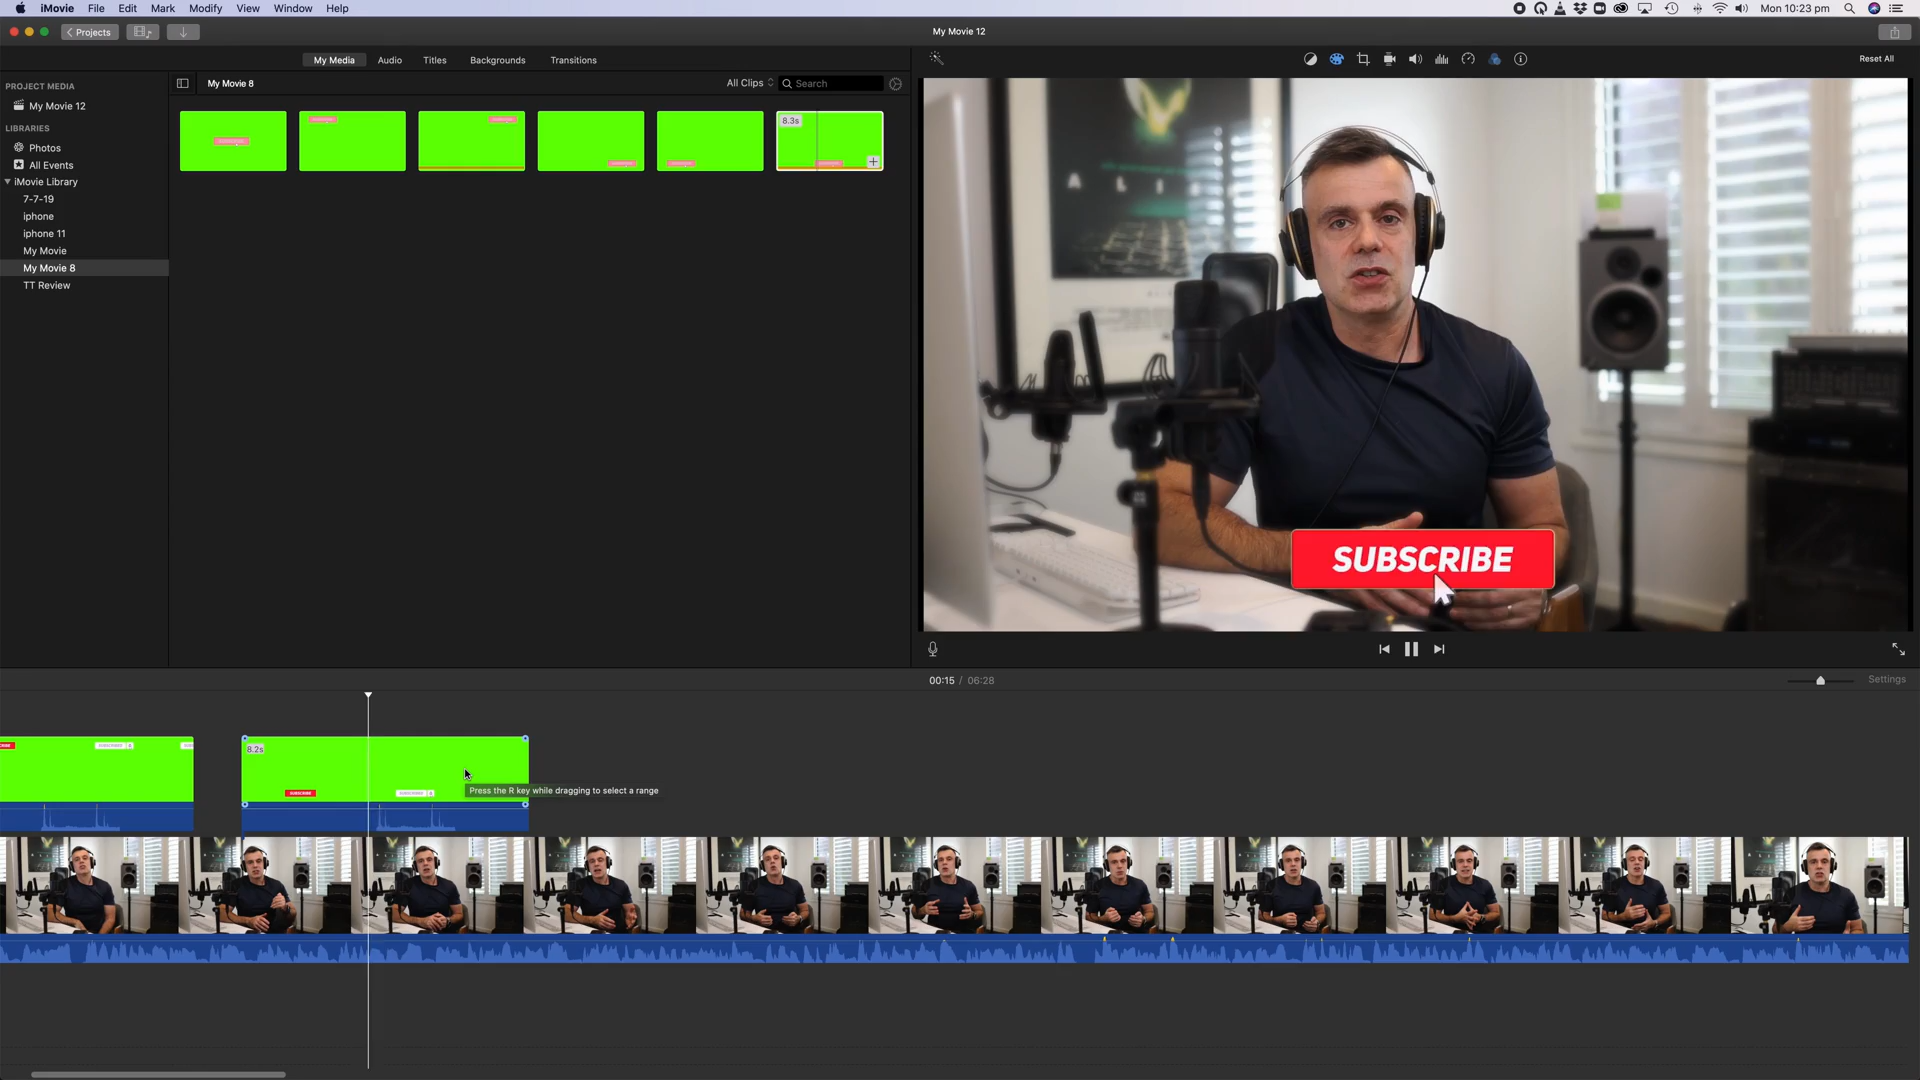 iMovie File Edit Mark Modify View Window Help
Mon 10:23 pm
Projects
My Movie 12
My Media Audio Titles Backgrounds Transitions
Reset All
PROJECT MEDIA
My Movie 12
LIBRARIES
Photos
All Events
iMovie Library
7-7-19
iphone
iphone 11
My Movie
My Movie 8
TT Review
My Movie 8
All Clips
Search
8.3s
A L I
SUBSCRIBE
00:15 / 06:28
Settings
8.2s
SUBSCRIBE
Press the R key while dragging to select a range